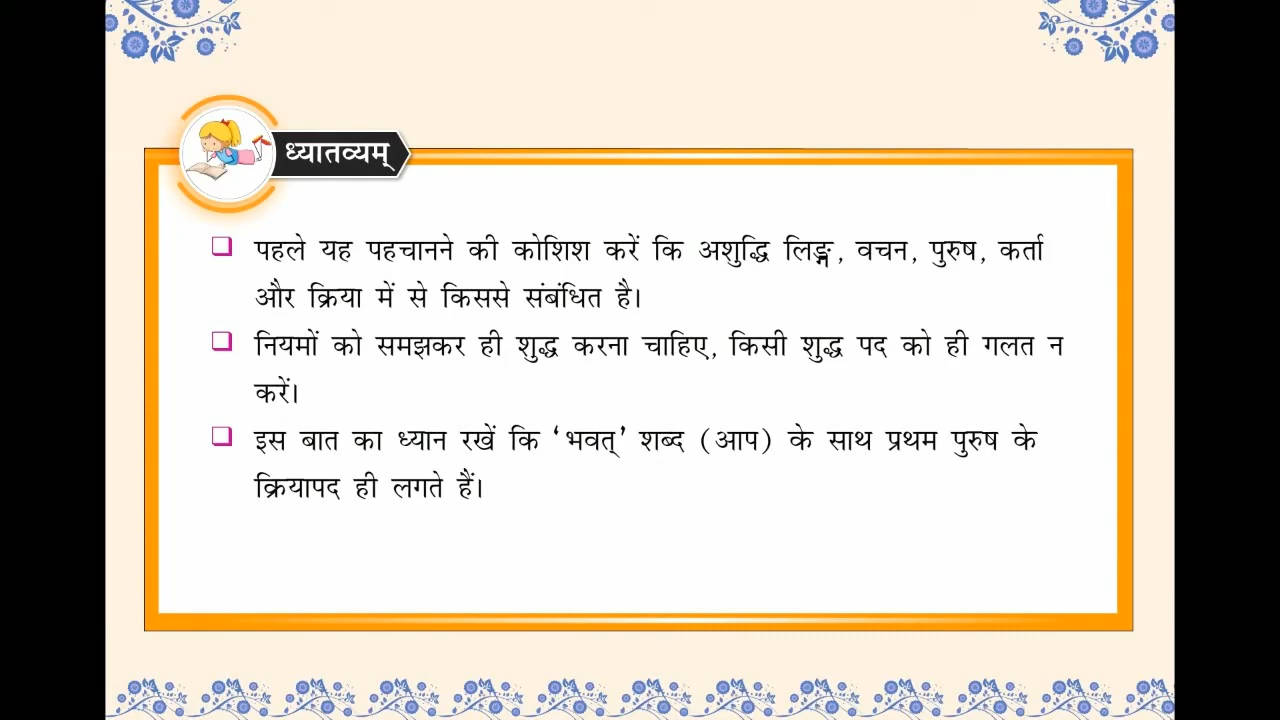 ध्यातव्यम्
पहले यह पहचानने की कोशिश करें कि अशुद्धि लिङ्ग, वचन, पुरुष, कर्ता
और क्रिया में से किससे संबंधित है।
नियमों को समझकर ही शुद्ध करना चाहिए, किसी शुद्ध पद को ही गलत न
करें।
इस बात का ध्यान रखें कि ‘भवत्’ शब्द (आप) के साथ प्रथम पुरुष के
क्रियापद ही लगते हैं।